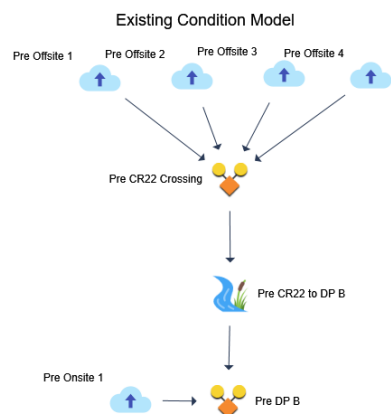 Existing Condition Model
Pre Offsite 1
Pre Offsite 2
Pre Offsite 3
Pre Offsite 4
Pre CR22 Crossing
Pre CR22 to DP B
Pre Onsite 1
Pre DP B